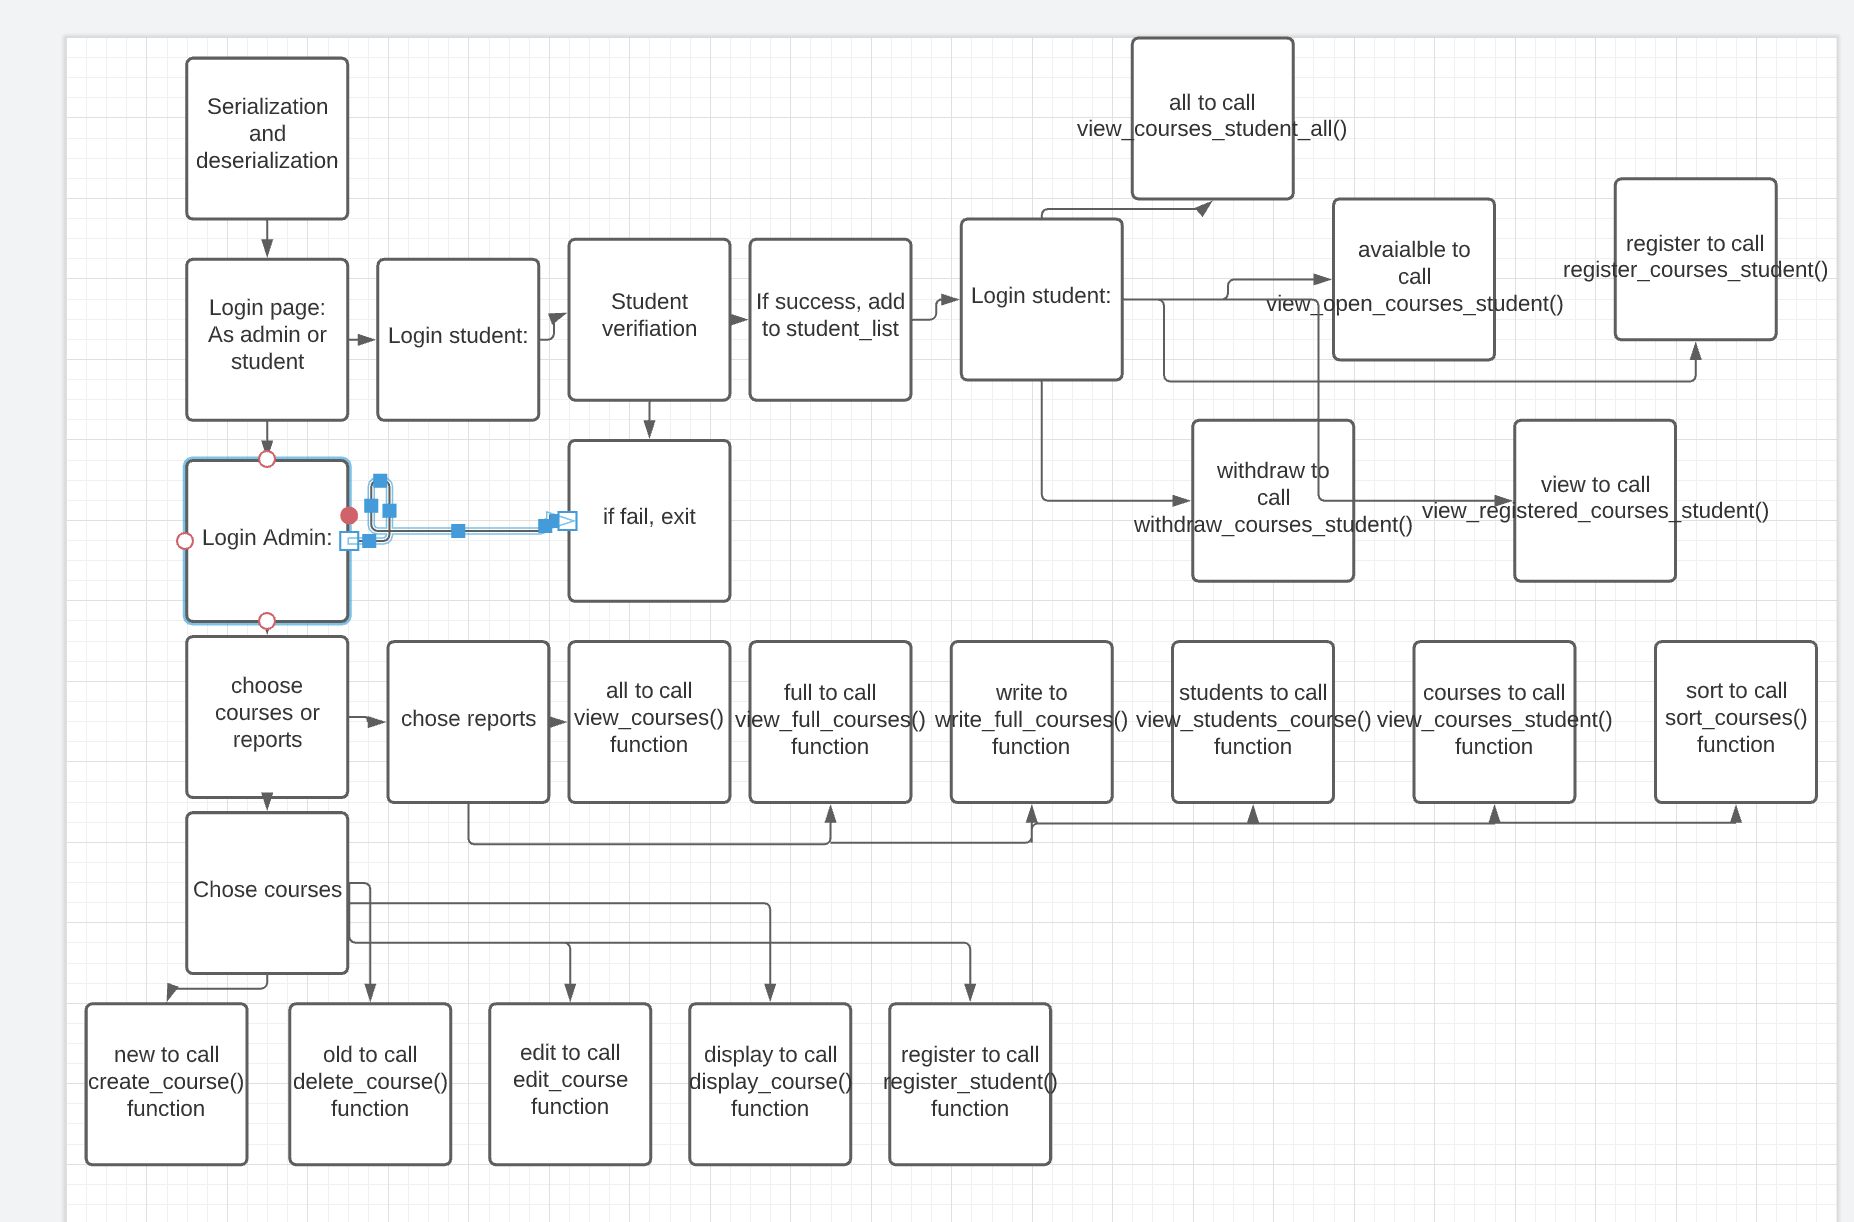 Serialization
and
deserialization
all to call
view_courses_student_all()
avaialble to
call
view_open_courses_student()
register to call
register_courses_student()
Login page:
As admin or
student
Login student:
Student
verifiation
If success, add
to student_list
Login student:
Login Admin:
if fail, exit
withdraw to
call
withdraw_courses_student()
view to call
view_registered_courses_student()
choose
courses or
reports
chose reports
all to call
view_courses()
function
full to call
view_full_courses()
function
write to
write_full_courses()
function
students to call
view_students_course()
function
courses to call
view_courses_student()
function
sort to call
sort_courses()
function
Chose courses
new to call
create_course()
function
old to call
delete_course()
function
edit to call
edit_course
function
display to call
display_course()
function
register to call
register_student()
function